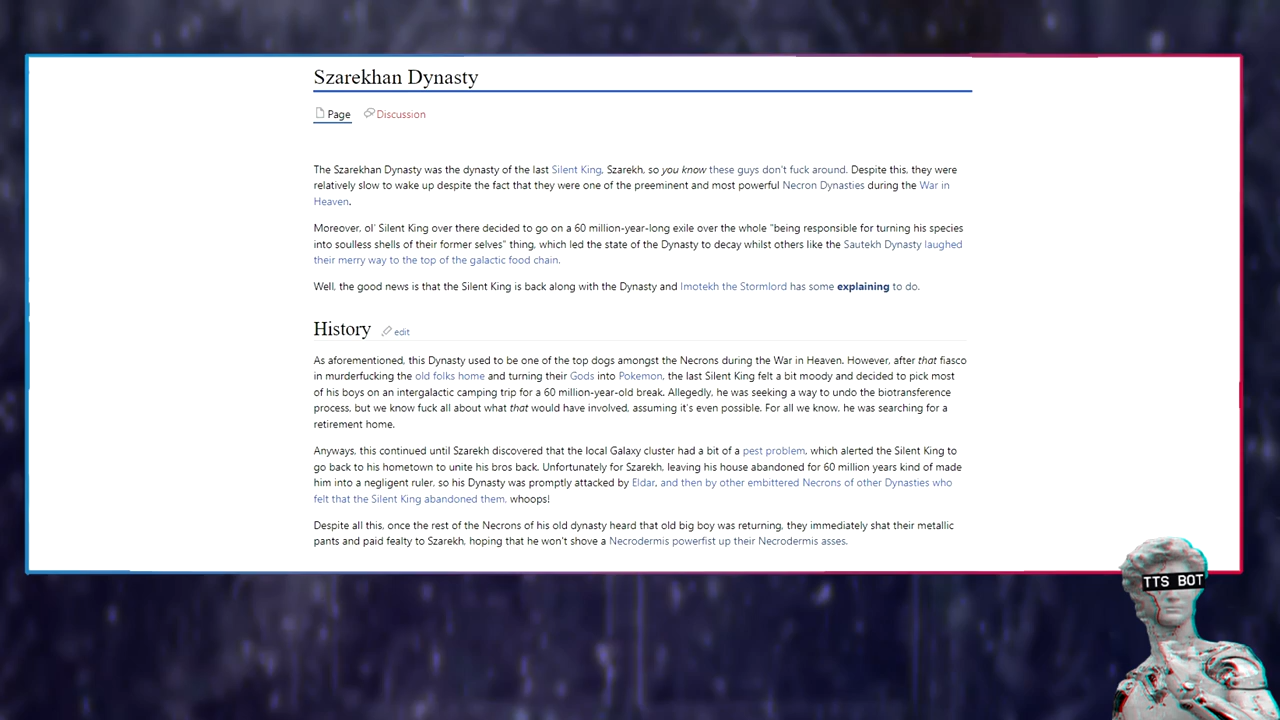 Szarekhan Dynasty
Page
Discussion
The Szarekhan Dynasty was the dynasty of the last Silent King, Szarekh, so you know these guys don't fuck around. Despite this, they were
relatively slow to wake up despite the fact that they were one of the preeminent and most powerful Necron Dynasties during the War in
Heaven.
Moreover, ol' Silent King over there decided to go on a 60 million-year-long exile over the whole "being responsible for turning his species
into soulless shells of their former selves" thing, which led the state of the Dynasty to decay whilst others like the Sautekh Dynasty laughed
their merry way to the top of the galactic food chain.
Well, the good news is that the Silent King is back along with the Dynasty and Imotekh the Stormlord has some explaining to do.
History
edit
As aforementioned, this Dynasty used to be one of the top dogs amongst the Necrons during the War in Heaven. However, after that fiasco
in murderfucking the old folks home and turning their Gods into Pokemon, the last Silent King felt a bit moody and decided to pick most
of his boys on an intergalactic camping trip for a 60 million-year-old break. Allegedly, he was seeking a way to undo the biotransference
process, but we know fuck all about what that would have involved, assuming it's even possible. For all we know, he was searching for a
retirement home.
Anyways, this continued until Szarekh discovered that the local Galaxy cluster had a bit of a pest problem, which alerted the Silent King to
go back to his hometown to unite his bros back. Unfortunately for Szarekh, leaving his house abandoned for 60 million years kind of made
him into a negligent ruler, so his Dynasty was promptly attacked by Eldar, and then by other embittered Necrons of other Dynasties who
felt that the Silent King abandoned them, whoops!
Despite all this, once the rest of the Necrons of his old dynasty heard that old big boy was returning, they immediately shat their metallic
pants and paid fealty to Szarekh, hoping that he won't shove a Necrodermis powerfist up their Necrodermis asses.
TTS BOT